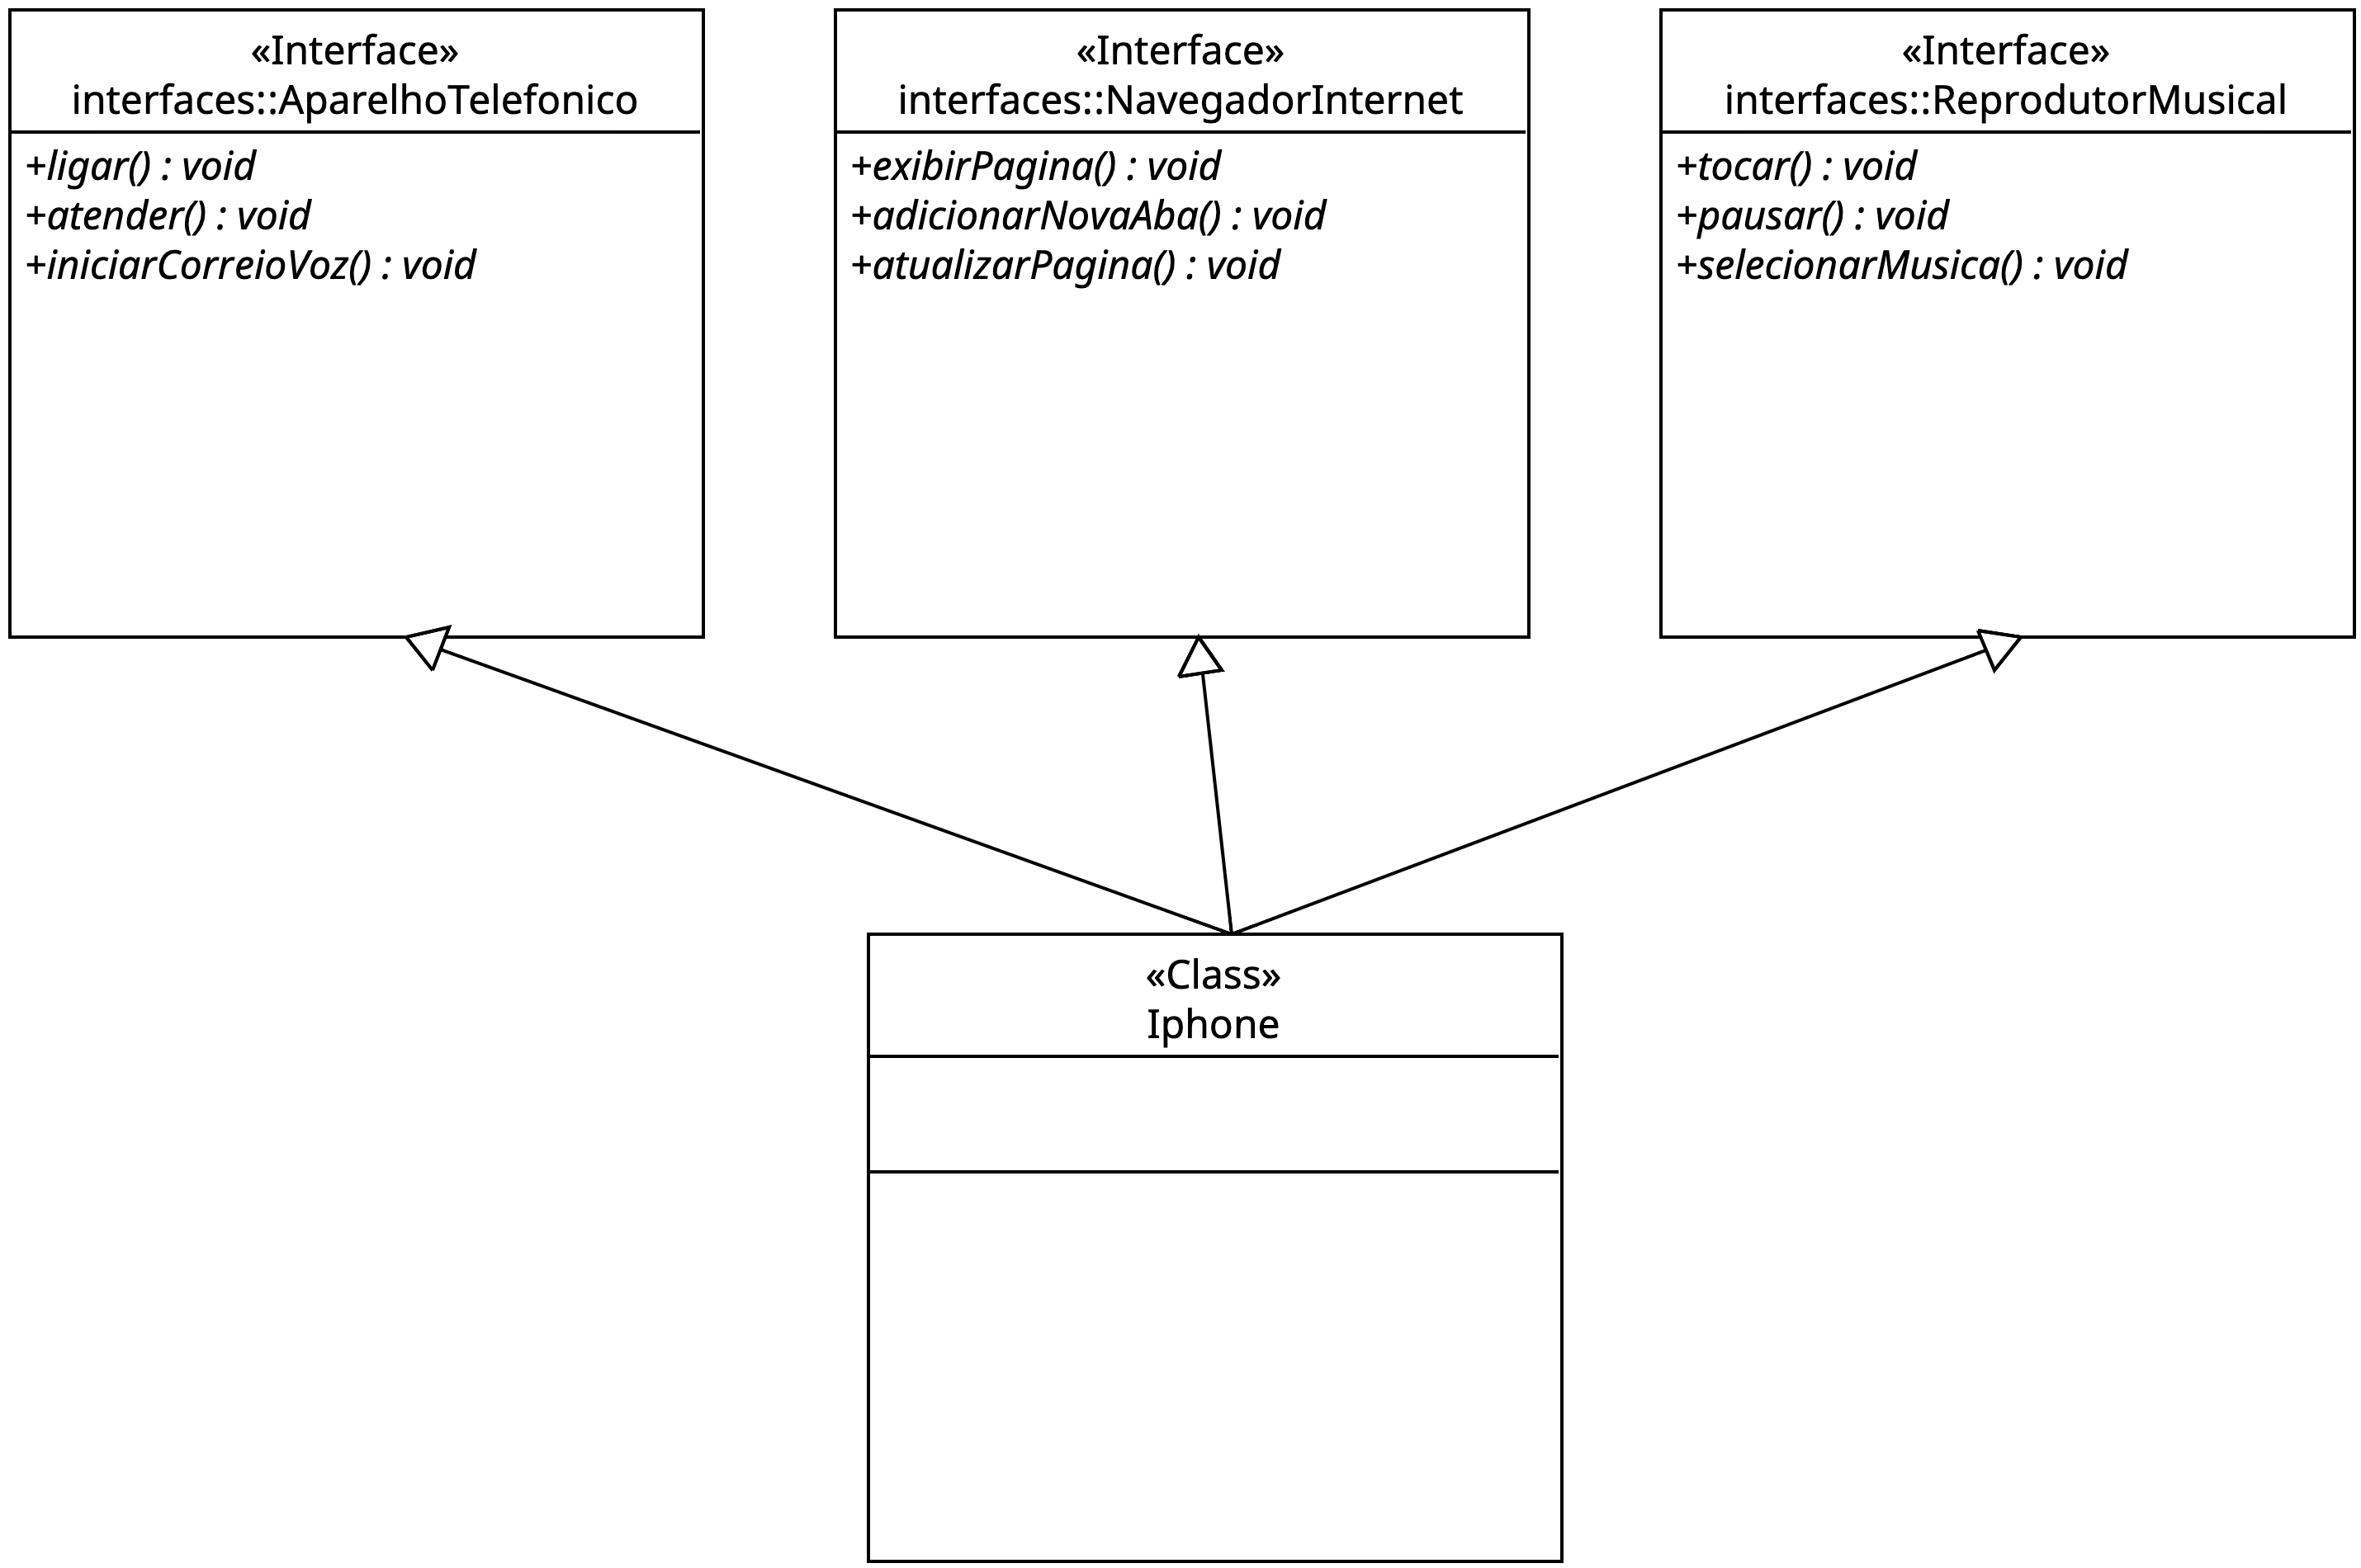 «Interface»
interfaces::AparelhoTelefonico
+ligar() : void
+atender() : void
+iniciarCorreioVoz() : void
«Interface»
interfaces::NavegadorInternet
+exibirPagina() : void
+adicionarNovaAba() : void
+atualizarPagina() : void
«Interface»
interfaces::ReprodutorMusical
+tocar() : void
+pausar() : void
+selecionarMusica() : void
«Class»
Iphone